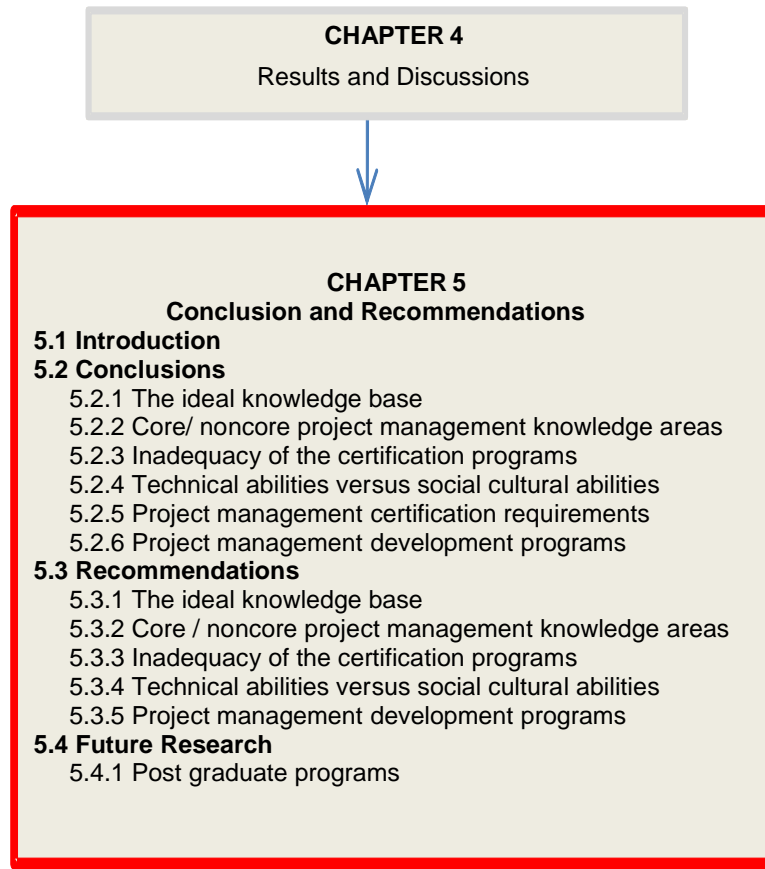 CHAPTER 4
Results and Discussions
CHAPTER 5
Conclusion and Recommendations
5.1 Introduction
5.2 Conclusions
5.2.1 The ideal knowledge base
5.2.2 Core/ noncore project management knowledge areas
5.2.3 Inadequacy of the certification programs
5.2.4 Technical abilities versus social cultural abilities
5.2.5 Project management certification requirements
5.2.6 Project management development programs
5.3 Recommendations
5.3.1 The ideal knowledge base
5.3.2 Core / noncore project management knowledge areas
5.3.3 Inadequacy of the certification programs
5.3.4 Technical abilities versus social cultural abilities
5.3.5 Project management development programs
5.4 Future Research
5.4.1 Post graduate programs